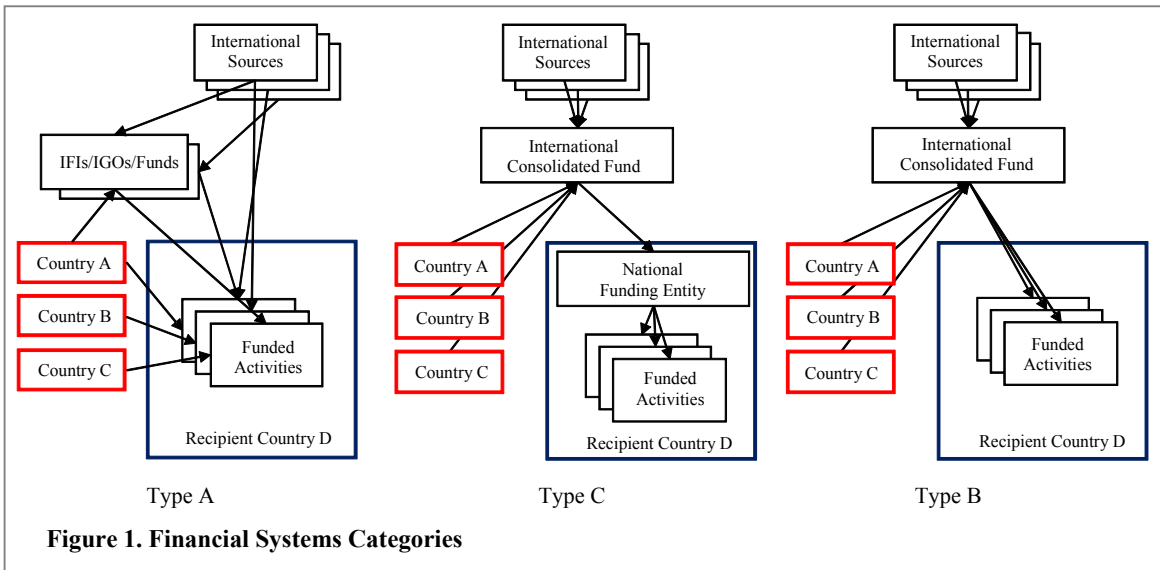 International
Sources
IFIs/IGOs/Funds
Country A
Country B
Country C
Funded
Activities
Recipient Country D
Type A
International
Sources
International
Consolidated Fund
Country A
Country B
Country C
National
Funding Entity
Funded
Activities
Recipient Country D
Type C
International
Sources
International
Consolidated Fund
Country A
Country B
Country C
Funded
Activities
Recipient Country D
Type B
Figure 1. Financial Systems Categories